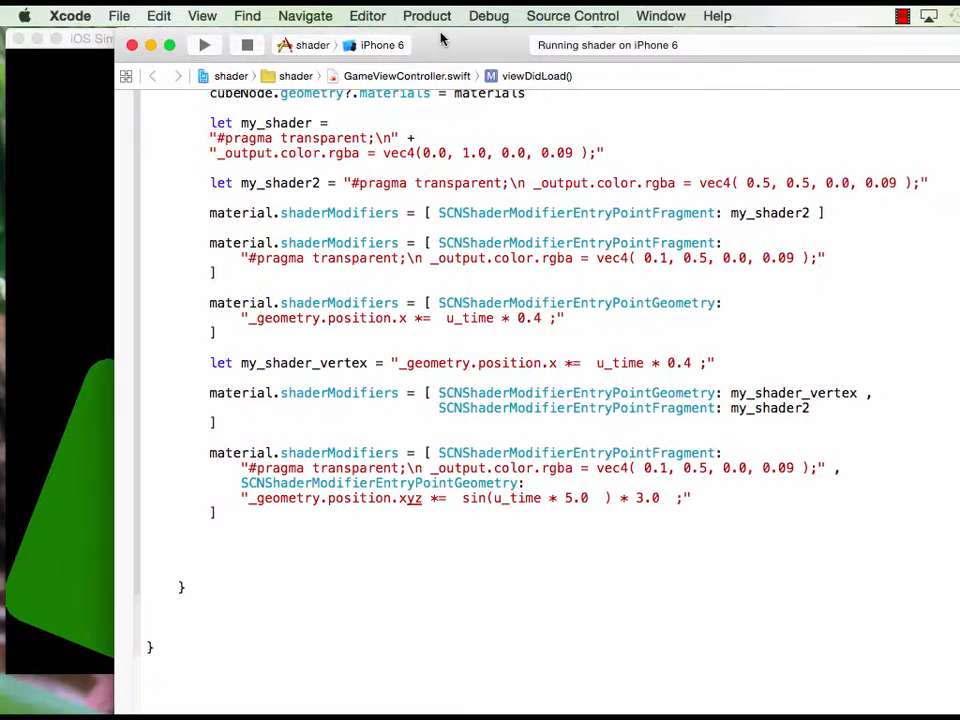 Xcode File Edit View Find Navigate Editor Product Debug Source Control Window Help
iOS Sim
shader iPhone 6 Running shader on iPhone 6
shader shader GameViewController.swift M viewDidLoad()
cubeNode.geometry?.materials = materials
let my_shader =
"#pragma transparent;\n" +
"_output.color.rgba = vec4(0.0, 1.0, 0.0, 0.09 );"
let my_shader2 = "#pragma transparent;\n _output.color.rgba = vec4( 0.5, 0.5, 0.0, 0.09 );"
material.shaderModifiers = [ SCNShaderModifierEntryPointFragment: my_shader2 ]
material.shaderModifiers = [ SCNShaderModifierEntryPointFragment:
"#pragma transparent;\n _output.color.rgba = vec4( 0.1, 0.5, 0.0, 0.09 );"
]
material.shaderModifiers = [ SCNShaderModifierEntryPointGeometry:
"_geometry.position.x *=  u_time * 0.4 ;"
]
let my_shader_vertex = "_geometry.position.x *=  u_time * 0.4 ;"
material.shaderModifiers = [ SCNShaderModifierEntryPointGeometry: my_shader_vertex ,
SCNShaderModifierEntryPointFragment: my_shader2
]
material.shaderModifiers = [ SCNShaderModifierEntryPointFragment:
"#pragma transparent;\n _output.color.rgba = vec4( 0.1, 0.5, 0.0, 0.09 );" ,
SCNShaderModifierEntryPointGeometry:
"_geometry.position.xyz *=  sin(u_time * 5.0  ) * 3.0  ;"
]
}
}